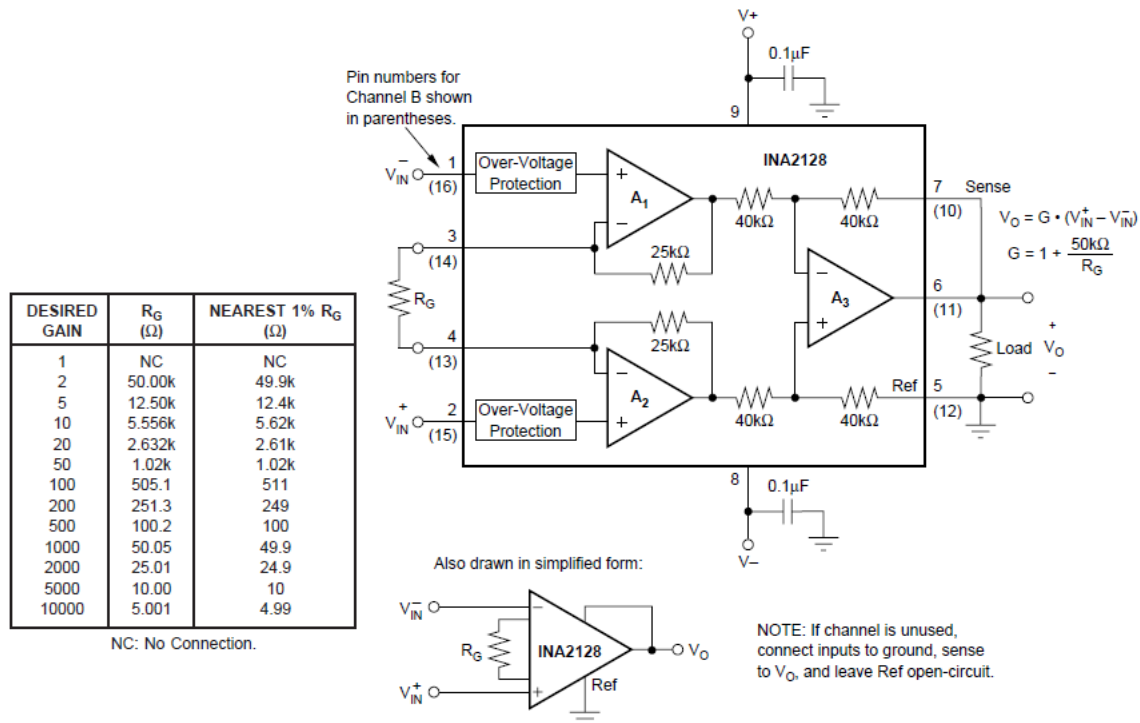 V+
0.1µF
Pin numbers for
Channel B shown
in parentheses.
9
INA2128
V−IN
1
(16)
Over-Voltage
Protection
+
A1
−
40kΩ
40kΩ
7
(10)
Sense
VO = G • (V+IN − V−IN)
G = 1 + 50kΩ
RG
3
(14)
25kΩ
RG
A3
−
+
6
(11)
Load
+
VO
−
4
(13)
25kΩ
−
A2
+
40kΩ
40kΩ
Ref
5
(12)
V+IN
2
(15)
Over-Voltage
Protection
8
0.1µF
V−
DESIRED GAIN | RG (Ω) | NEAREST 1% RG (Ω)
1 NC NC
2 50.00k 49.9k
5 12.50k 12.4k
10 5.556k 5.62k
20 2.632k 2.61k
50 1.02k 1.02k
100 505.1 511
200 251.3 249
500 100.2 100
1000 50.05 49.9
2000 25.01 24.9
5000 10.00 10
10000 5.001 4.99
NC: No Connection.
Also drawn in simplified form:
V−IN
−
RG
INA2128
VO
V+IN
+
Ref
NOTE: If channel is unused,
connect inputs to ground, sense
to VO, and leave Ref open-circuit.